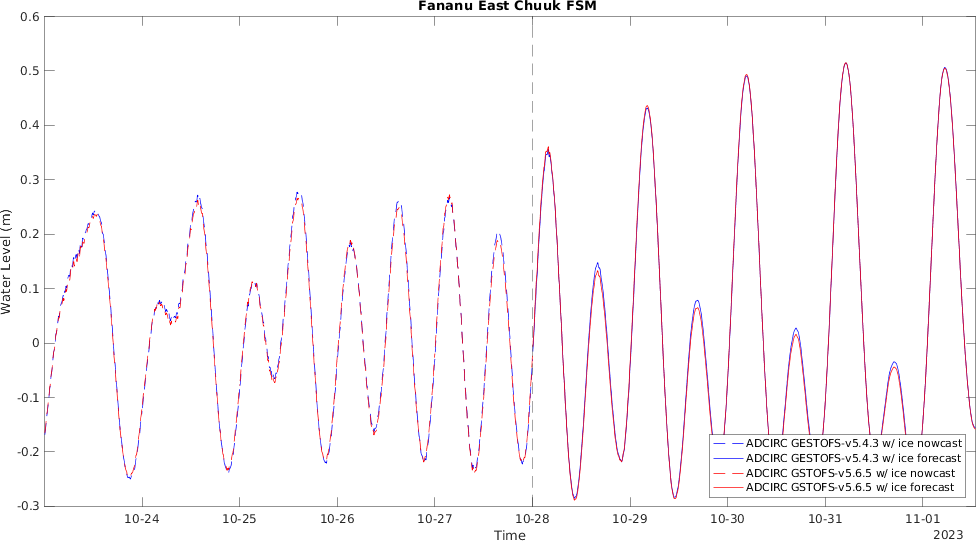 Fananu East Chuuk FSM
0.6
0.5
0.4
0.3
0.2
0.1
0
-0.1
-0.2
-0.3
Water Level (m)
ADCIRC GESTOFS-v5.4.3 w/ ice nowcast
ADCIRC GESTOFS-v5.4.3 w/ ice forecast
ADCIRC GSTOFS-v5.6.5 w/ ice nowcast
ADCIRC GSTOFS-v5.6.5 w/ ice forecast
10-24 10-25 10-26 10-27 10-28 10-29 10-30 10-31 11-01
Time
2023